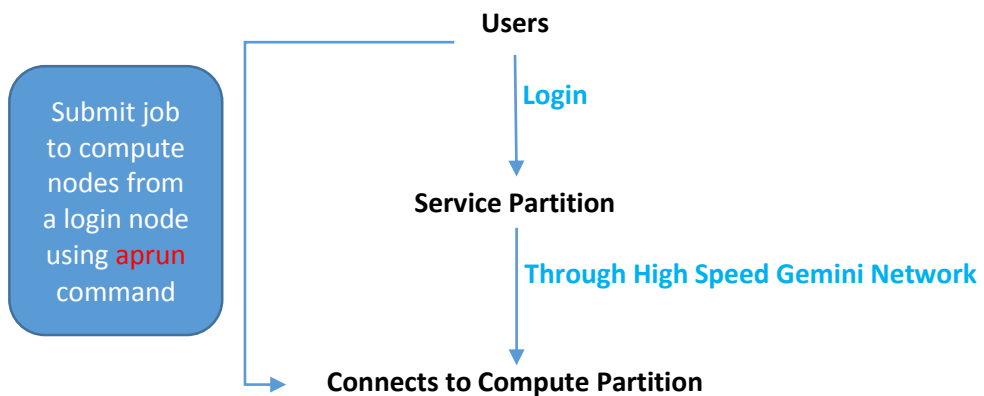 Users
Login
Submit job
to compute
nodes from
a login node
using aprun
command
Service Partition
Through High Speed Gemini Network
Connects to Compute Partition